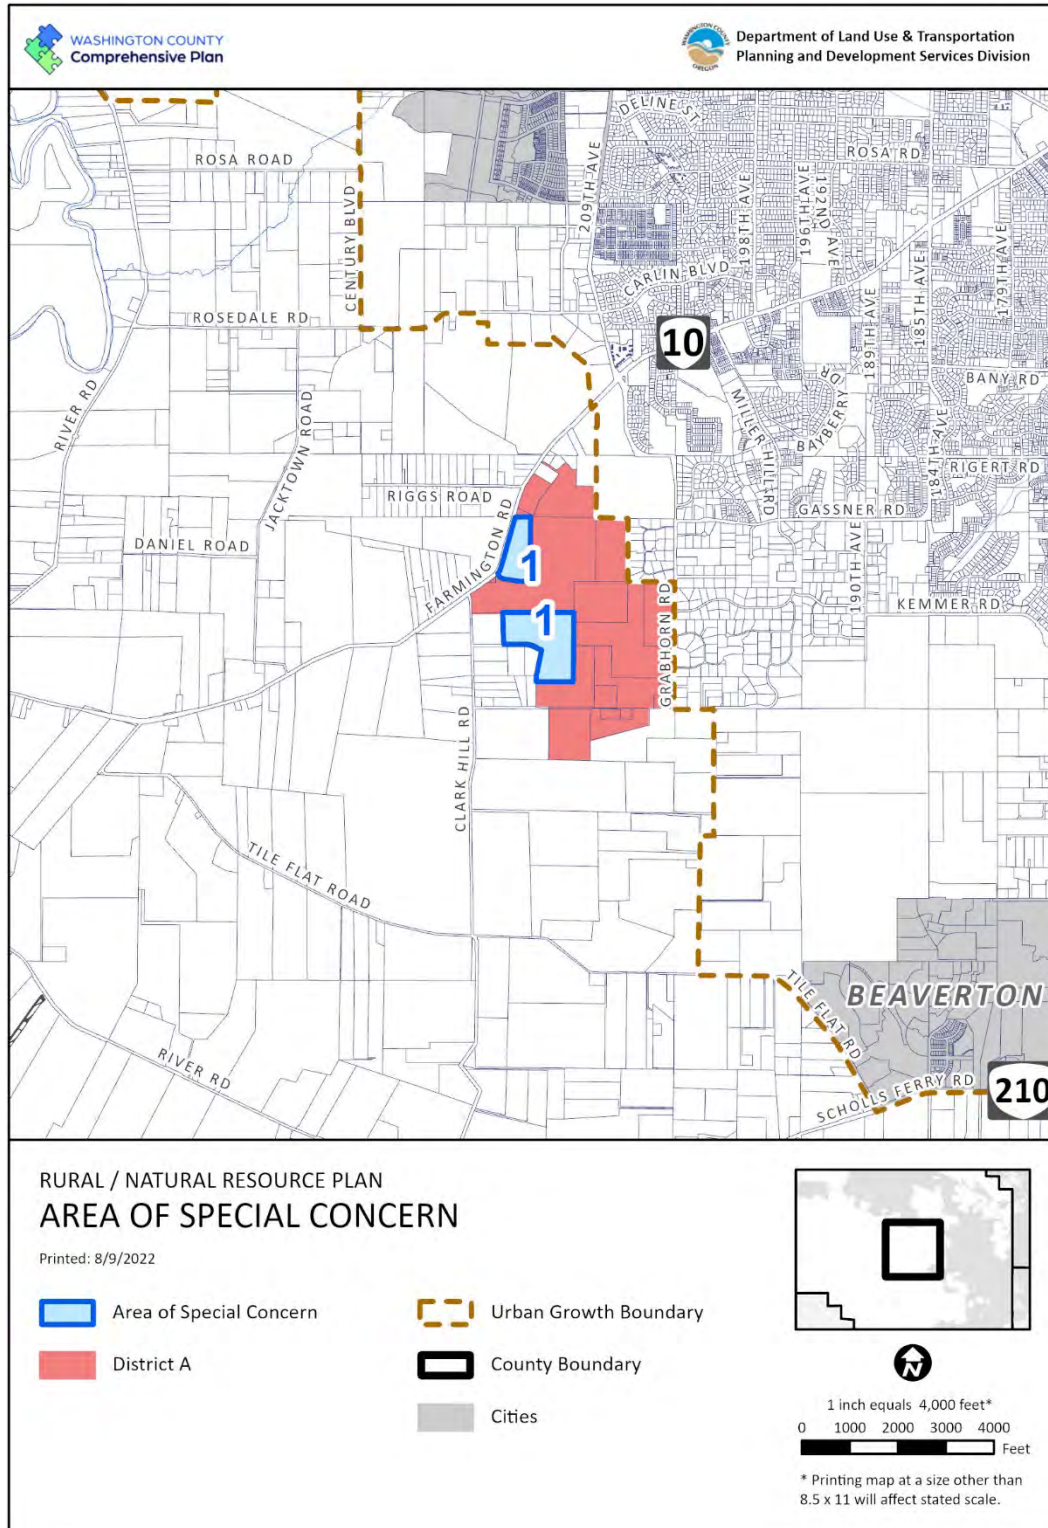 WASHINGTON COUNTY
Comprehensive Plan
WASHINGTON COUNTY
OREGON
Department of Land Use & Transportation
Planning and Development Services Division
DELINE ST
ROSA ROAD
ROSA RD
209TH AVE
198TH AVE
196TH AVE
192ND AVE
CENTURY BLVD
CARLIN BLVD
185TH AVE
179TH AVE
ROSEDALE RD
10
189TH AVE
RIVER RD
JACKTOWN ROAD
MILLER HILL RD
BAYBERRY DR
BANY RD
184TH AVE
RIGERT RD
RIGGS ROAD
GASSNER RD
DANIEL ROAD
FARMINGTON RD
1
190TH AVE
KEMMER RD
1
GRABHORN RD
CLARK HILL RD
TILE FLAT ROAD
TILE FLAT RD
BEAVERTON
RIVER RD
SCHOLLS FERRY RD
210
RURAL / NATURAL RESOURCE PLAN
AREA OF SPECIAL CONCERN
Printed: 8/9/2022
Area of Special Concern
Urban Growth Boundary
District A
County Boundary
Cities
N
1 inch equals 4,000 feet*
0 1000 2000 3000 4000
Feet
* Printing map at a size other than
8.5 x 11 will affect stated scale.